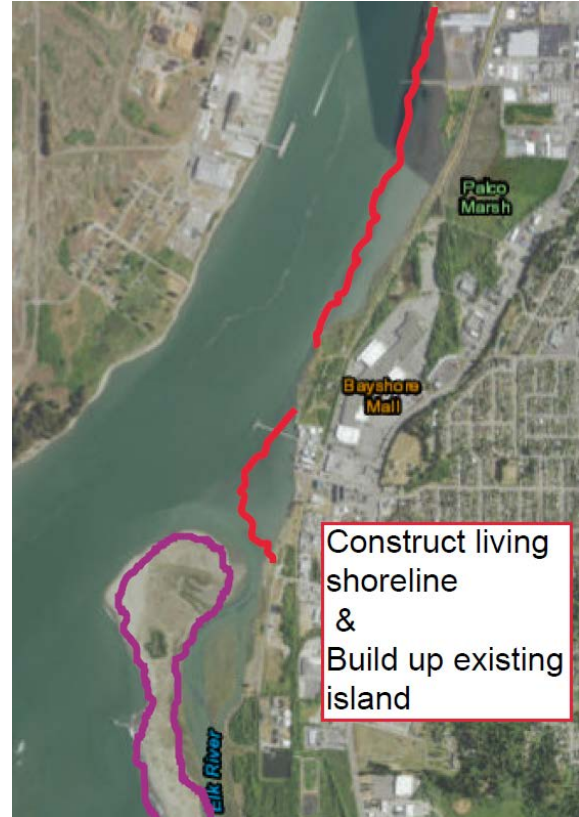 Palco
Marsh
Bayshore
Mall
Construct living
shoreline
&
Build up existing
island
Elk River